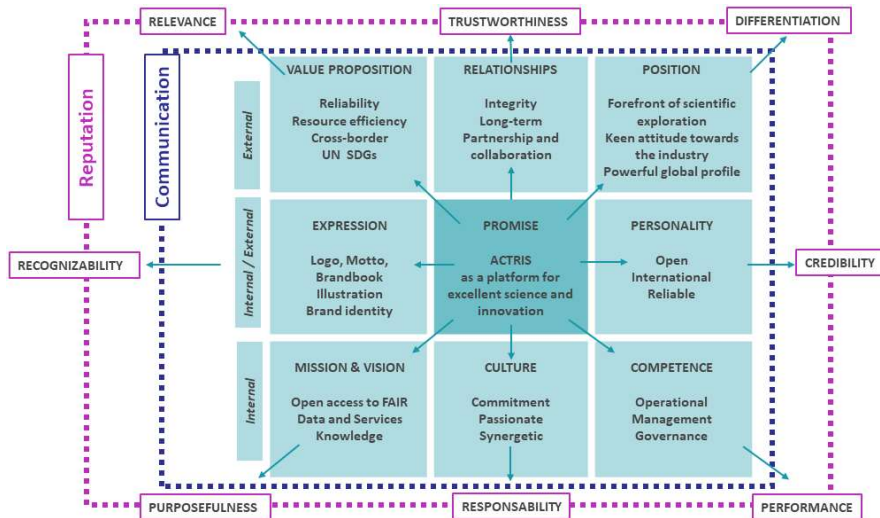 RELEVANCE
TRUSTWORTHINESS
DIFFERENTIATION
Reputation
Communication
External
VALUE PROPOSITION
Reliability
Resource efficiency
Cross-border
UN SDGs
RELATIONSHIPS
Integrity
Long-term
Partnership and
collaboration
POSITION
Forefront of scientific
exploration
Keen attitude towards
the industry
Powerful global profile
RECOGNIZABILITY
Internal / External
EXPRESSION
Logo, Motto,
Brandbook
Illustration
Brand identity
PROMISE
ACTRIS
as a platform for
excellent science and
innovation
PERSONALITY
Open
International
Reliable
CREDIBILITY
Internal
MISSION & VISION
Open access to FAIR
Data and Services
Knowledge
CULTURE
Commitment
Passionate
Synergetic
COMPETENCE
Operational
Management
Governance
PURPOSEFULNESS
RESPONSABILITY
PERFORMANCE